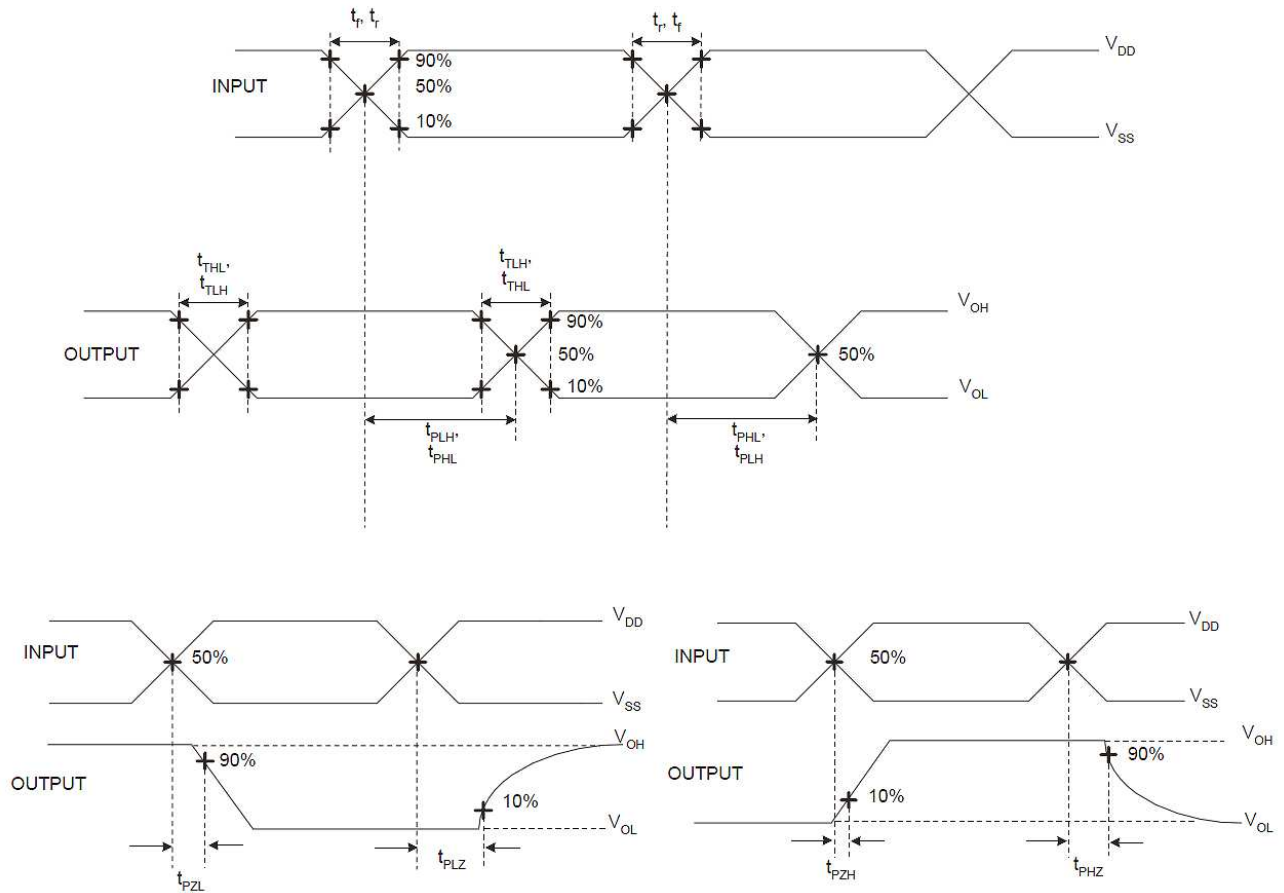 tf, tr
tr, tf
VDD
90%
INPUT
50%
10%
VSS
tTHL,
tTLH
tTLH,
tTHL
VOH
90%
OUTPUT
50%
50%
10%
VOL
tPLH,
tPHL
tPHL,
tPLH
VDD
INPUT
50%
VSS
VOH
90%
OUTPUT
10%
VOL
tPZL
tPLZ
VDD
INPUT
50%
VSS
VOH
90%
OUTPUT
10%
VOL
tPZH
tPHZ